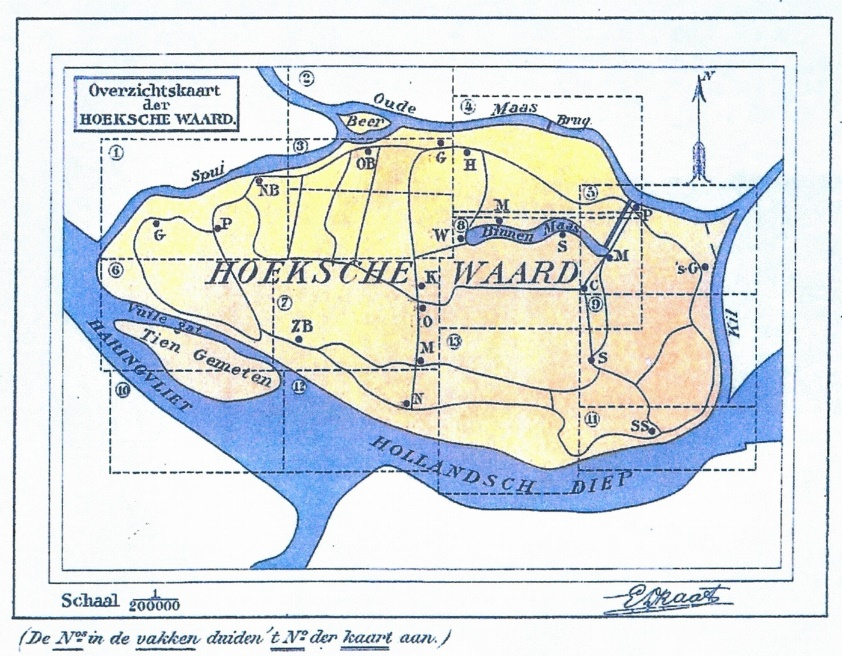 Overzichtskaart
der
HOEKSCHE WAARD.
N
②
Oude
Maas
Brug.
④
Beer
①
③
Spui
OB
G
H
NB
⑤
P
G
P
M
W
⑧
Binnen Maas
S
M
's-G
⑥
HOEKSCHE WAARD
K
C
⑦
⑨
Vuile gat
ZB
O
Kil
HARINGVLIET
Tien Gemeten
M
⑬
S
⑩
⑫
N
⑪
SS
HOLLANDSCH DIEP
Schaal 1/200000
(De Nos in de vakken duiden 't No der kaart aan.)